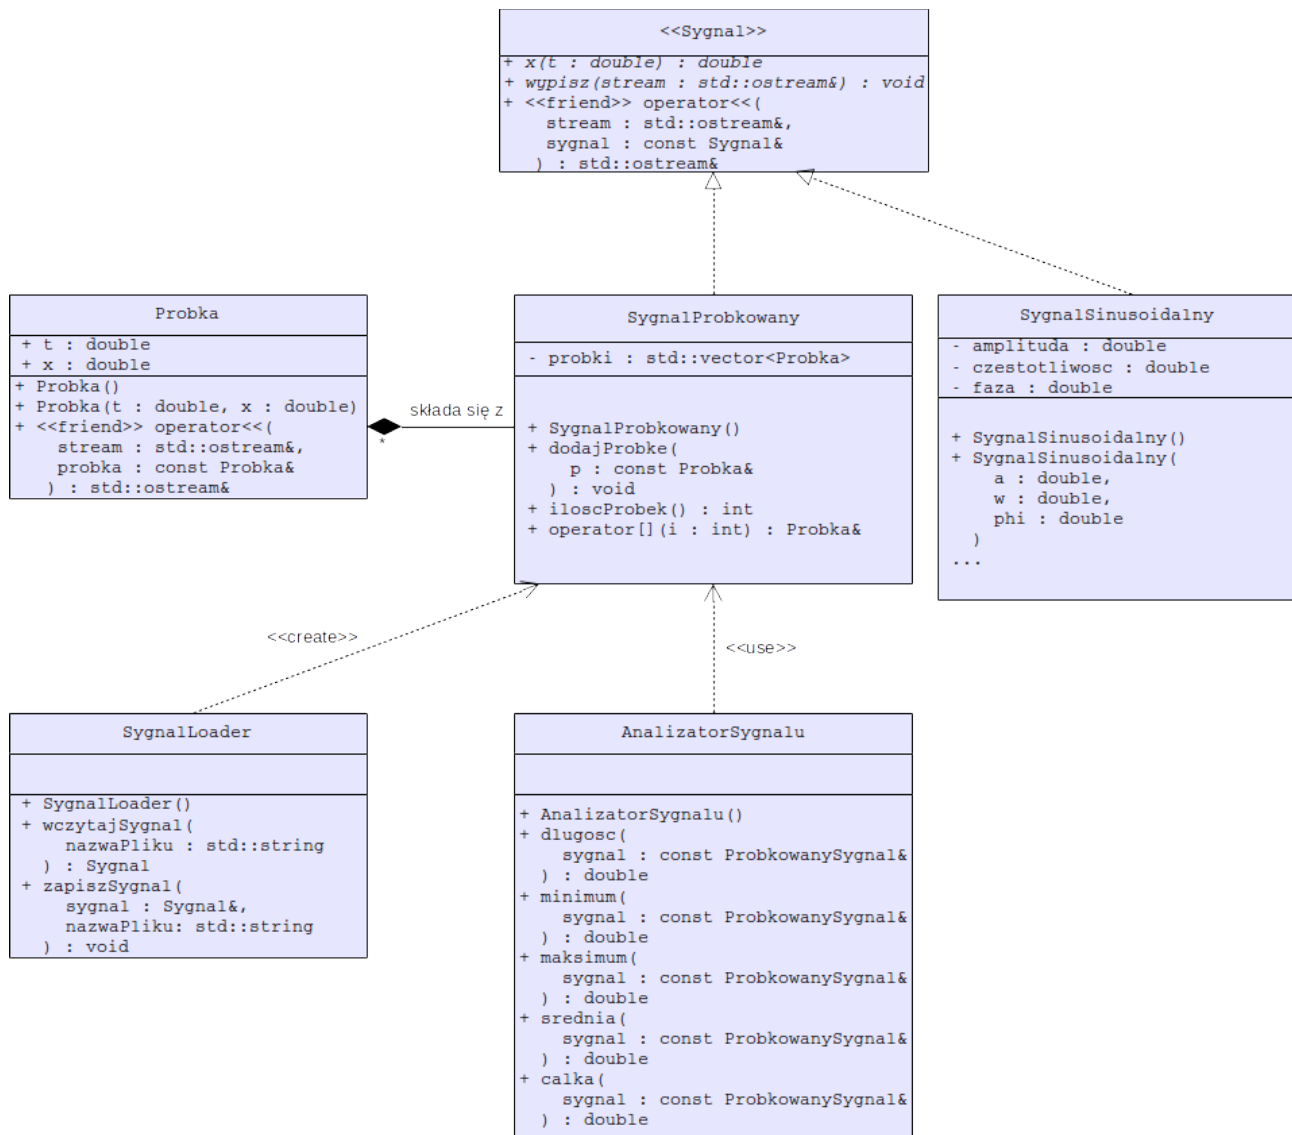 <<Sygnal>>
+ x(t : double) : double
+ wypisz(stream : std::ostream&) : void
+ <<friend>> operator<<(
stream : std::ostream&,
sygnal : const Sygnal&
) : std::ostream&
Probka
+ t : double
+ x : double
+ Probka()
+ Probka(t : double, x : double)
+ <<friend>> operator<<(
stream : std::ostream&,
probka : const Probka&
) : std::ostream&
*
składa się z
SygnalProbkowany
- probki : std::vector<Probka>
+ SygnalProbkowany()
+ dodajProbke(
p : const Probka&
) : void
+ iloscProbek() : int
+ operator[](i : int) : Probka&
SygnalSinusoidalny
- amplituda : double
- czestotliwosc : double
- faza : double
+ SygnalSinusoidalny()
+ SygnalSinusoidalny(
a : double,
w : double,
phi : double
)
...
<<create>>
<<use>>
SygnalLoader
+ SygnalLoader()
+ wczytajSygnal(
nazwaPliku : std::string
) : Sygnal
+ zapiszSygnal(
sygnal : Sygnal&,
nazwaPliku: std::string
) : void
AnalizatorSygnalu
+ AnalizatorSygnalu()
+ dlugosc(
sygnal : const ProbkowanySygnal&
) : double
+ minimum(
sygnal : const ProbkowanySygnal&
) : double
+ maksimum(
sygnal : const ProbkowanySygnal&
) : double
+ srednia(
sygnal : const ProbkowanySygnal&
) : double
+ calka(
sygnal : const ProbkowanySygnal&
) : double